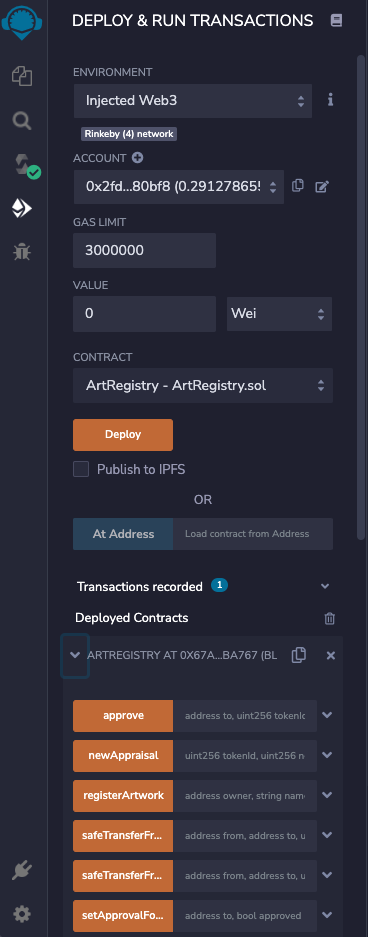 DEPLOY & RUN TRANSACTIONS
ENVIRONMENT
Injected Web3
Rinkeby (4) network
ACCOUNT
0x2fd...80bf8 (0.29127865
GAS LIMIT
3000000
VALUE
0
Wei
CONTRACT
ArtRegistry - ArtRegistry.sol
Deploy
Publish to IPFS
OR
At Address
Load contract from Address
Transactions recorded 1
Deployed Contracts
ARTREGISTRY AT 0X67A...BA767 (BL
approve
address to, uint256 tokenId
newAppraisal
uint256 tokenId, uint256 n
registerArtwork
address owner, string nam
safeTransferFr...
address from, address to, u
safeTransferFr...
address from, address to, u
setApprovalFo...
address to, bool approved